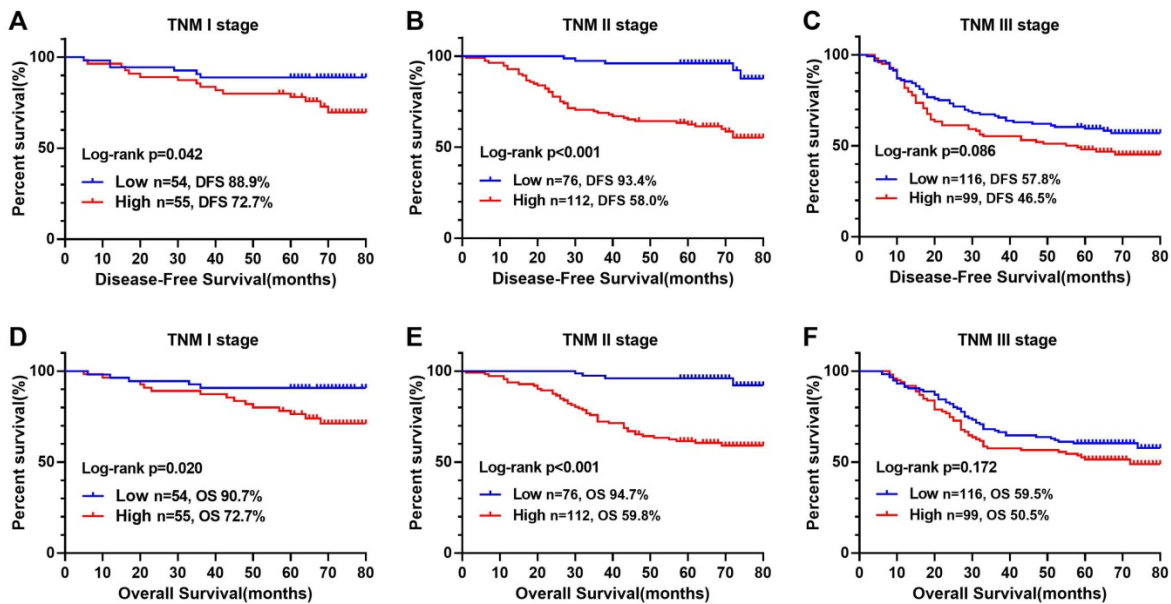 A
TNM I stage
Percent survival(%)
100
50
0
Log-rank p=0.042
Low n=54, DFS 88.9%
High n=55, DFS 72.7%
0 10 20 30 40 50 60 70 80
Disease-Free Survival(months)
B
TNM II stage
Percent survival(%)
100
50
0
Log-rank p<0.001
Low n=76, DFS 93.4%
High n=112, DFS 58.0%
0 10 20 30 40 50 60 70 80
Disease-Free Survival(months)
C
TNM III stage
Percent survival(%)
100
50
0
Log-rank p=0.086
Low n=116, DFS 57.8%
High n=99, DFS 46.5%
0 10 20 30 40 50 60 70 80
Disease-Free Survival(months)
D
TNM I stage
Percent survival(%)
100
50
0
Log-rank p=0.020
Low n=54, OS 90.7%
High n=55, OS 72.7%
0 10 20 30 40 50 60 70 80
Overall Survival(months)
E
TNM II stage
Percent survival(%)
100
50
0
Log-rank p<0.001
Low n=76, OS 94.7%
High n=112, OS 59.8%
0 10 20 30 40 50 60 70 80
Overall Survival(months)
F
TNM III stage
Percent survival(%)
100
50
0
Log-rank p=0.172
Low n=116, OS 59.5%
High n=99, OS 50.5%
0 10 20 30 40 50 60 70 80
Overall Survival(months)